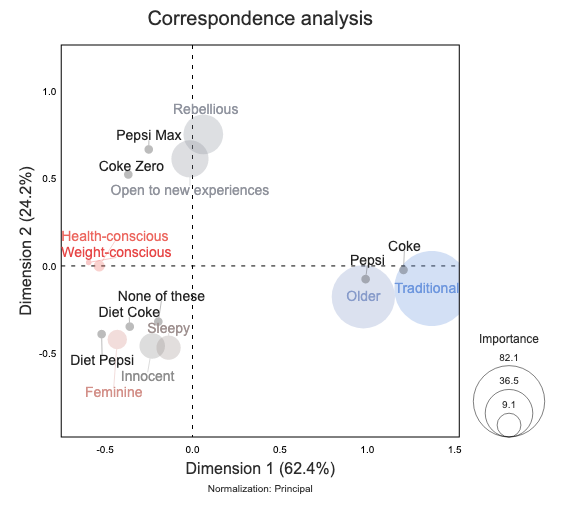 Correspondence analysis
Dimension 2 (24.2%)
1.0
0.5
0.0
-0.5
Rebellious
Pepsi Max
Coke Zero
Open to new experiences
Health-conscious
Weight-conscious
Coke
Pepsi
Older
Traditional
None of these
Diet Coke
Sleepy
Diet Pepsi
Innocent
Feminine
Importance
82.1
36.5
9.1
-0.5
0.0
0.5
1.0
1.5
Dimension 1 (62.4%)
Normalization: Principal